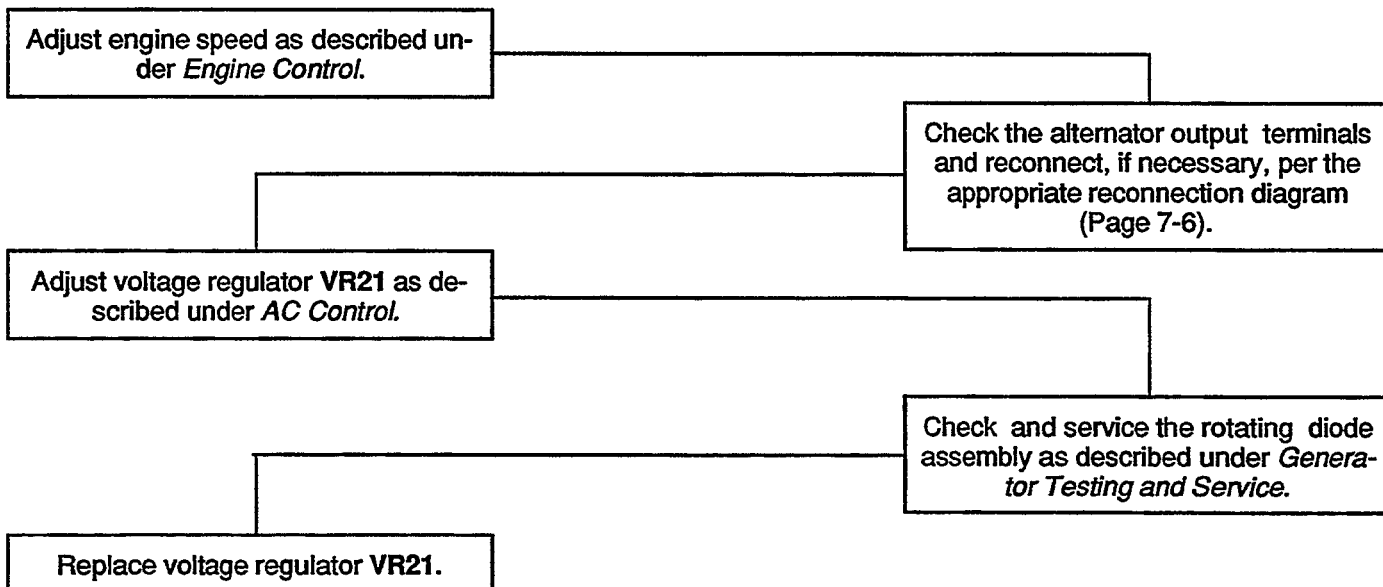 Adjust engine speed as described un-
der Engine Control.
Check the alternator output terminals
and reconnect, if necessary, per the
appropriate reconnection diagram
(Page 7-6).
Adjust voltage regulator VR21 as de-
scribed under AC Control.
Check and service the rotating diode
assembly as described under Genera-
tor Testing and Service.
Replace voltage regulator VR21.